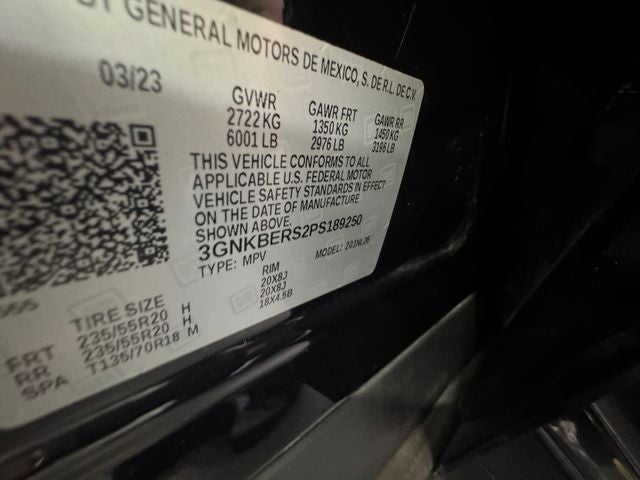 BY GENERAL MOTORS DE MEXICO, S. DE R.L. DE C.V.
03/23
GVWR
2722 KG
6001 LB
GAWR FRT
1350 KG
2976 LB
GAWR RR
1450 KG
3196 LB
THIS VEHICLE CONFORMS TO ALL
APPLICABLE U.S. FEDERAL MOTOR
VEHICLE SAFETY STANDARDS IN EFFECT
ON THE DATE OF MANUFACTURE
SHOWN ABOVE.
3GNKBERS2PS189250
TYPE: MPV MODEL: 201NL26
TIRE SIZE RIM
FRT 235/55R20 H 20X8J
RR 235/55R20 H 20X8J
SPA T135/70R18 M 18X4.5B